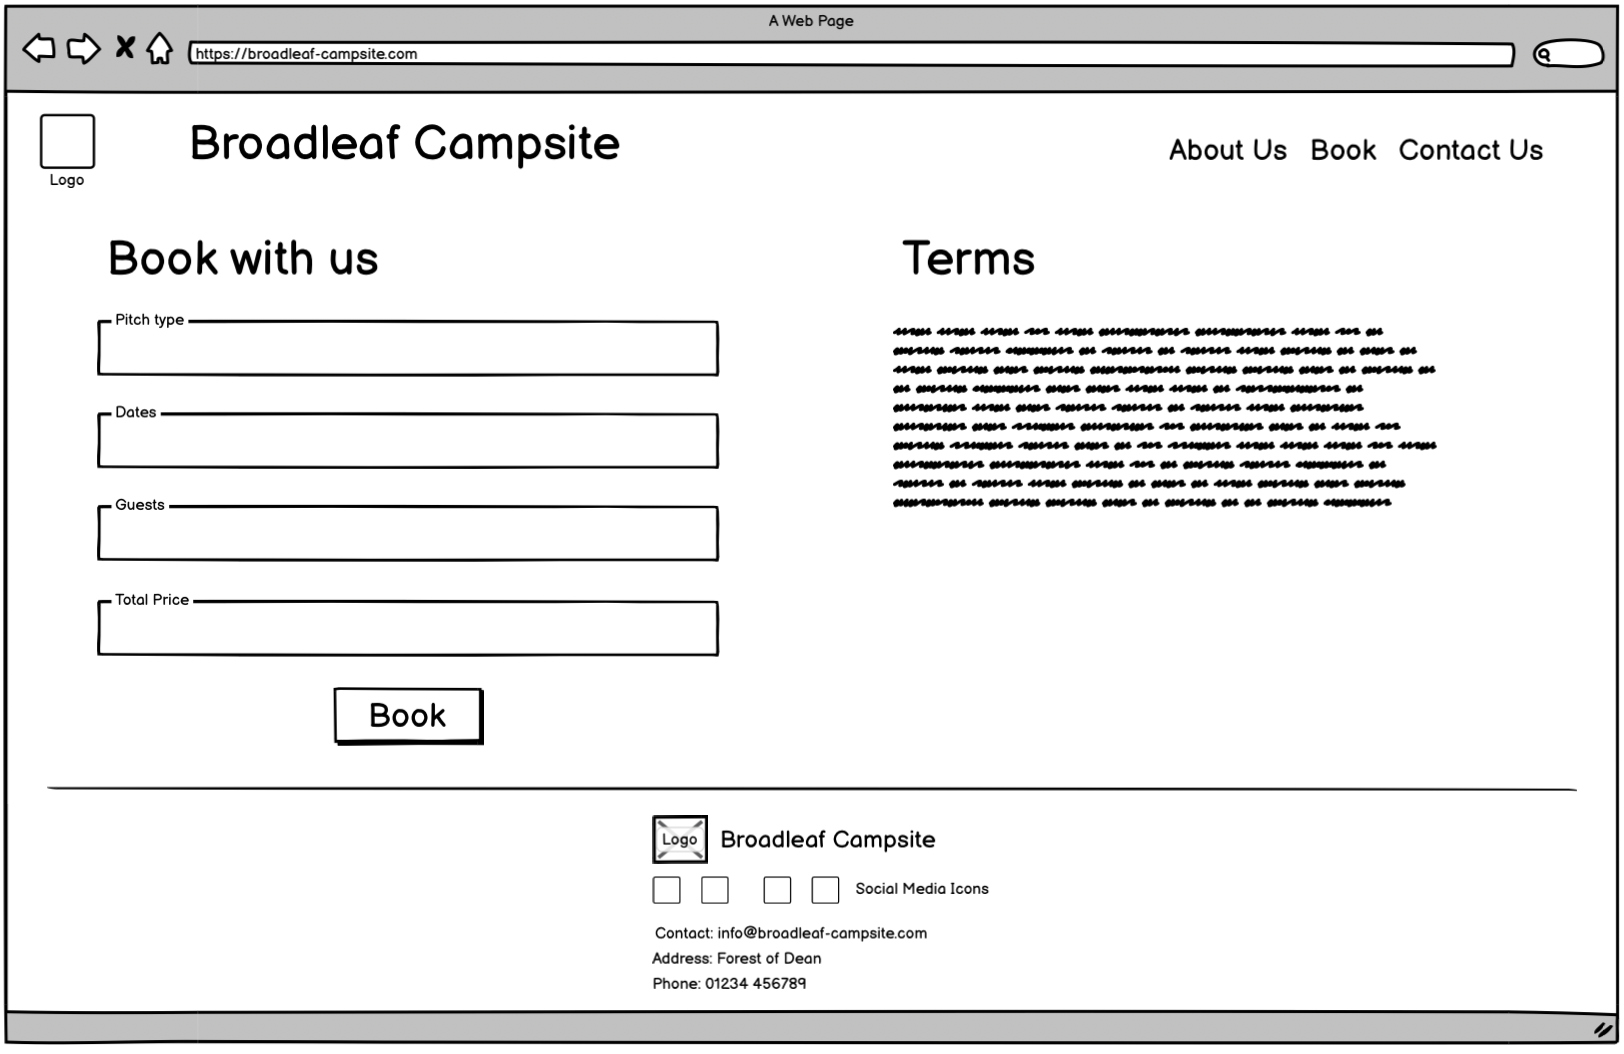 A Web Page
https://broadleaf-campsite.com
Logo
Broadleaf Campsite
About Us Book Contact Us
Book with us
Pitch type
Dates
Guests
Total Price
Book
Terms
Logo
Broadleaf Campsite
Social Media Icons
Contact: info@broadleaf-campsite.com
Address: Forest of Dean
Phone: 01234 456789